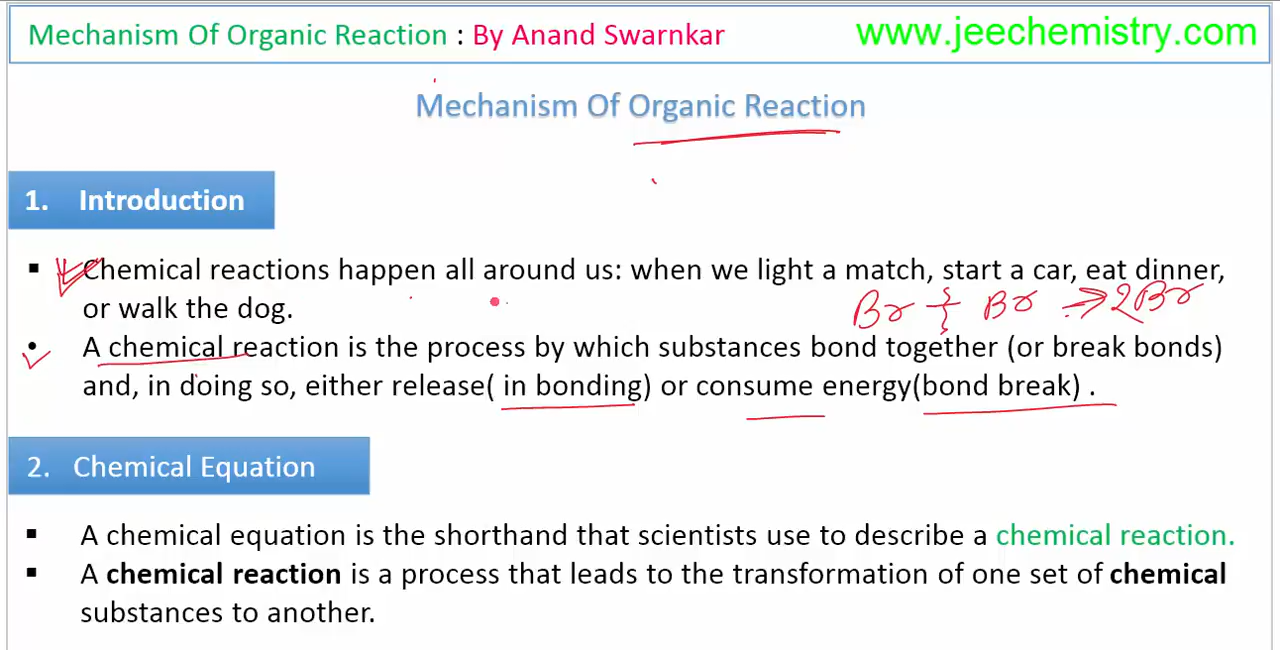 Mechanism Of Organic Reaction : By Anand Swarnkar
www.jeechemistry.com
Mechanism Of Organic Reaction
1. Introduction
▪ Chemical reactions happen all around us: when we light a match, start a car, eat dinner,
or walk the dog.
Br Br → 2Br
• A chemical reaction is the process by which substances bond together (or break bonds)
and, in doing so, either release( in bonding) or consume energy(bond break) .
2. Chemical Equation
▪ A chemical equation is the shorthand that scientists use to describe a chemical reaction.
▪ A chemical reaction is a process that leads to the transformation of one set of chemical
substances to another.